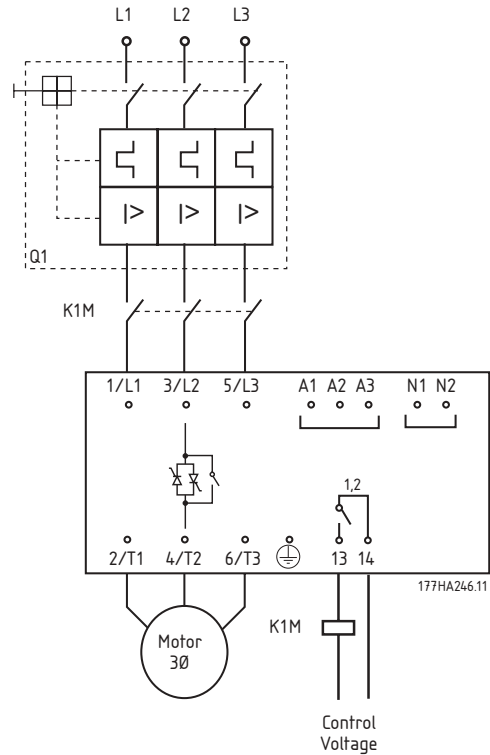 L1 L2 L3
I> I> I>
Q1
K1M
1/L1 3/L2 5/L3 A1 A2 A3 N1 N2
1,2
2/T1 4/T2 6/T3 13 14
177HA246.11
Motor
3Ø
K1M
Control
Voltage